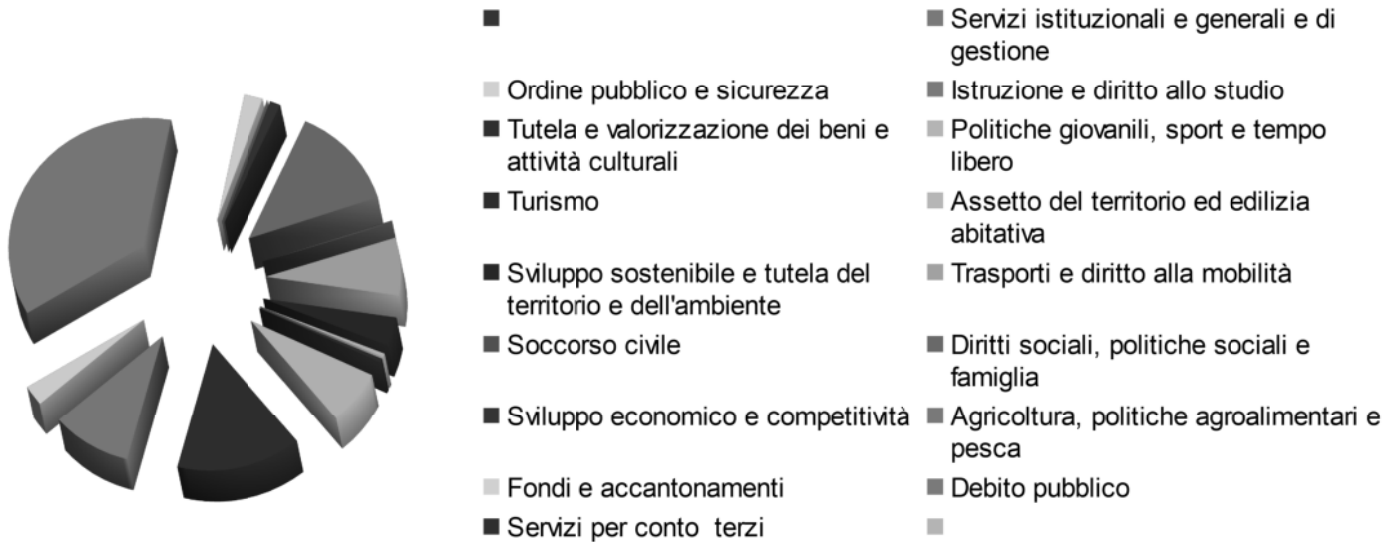 Servizi istituzionali e generali e di
gestione
Ordine pubblico e sicurezza
Istruzione e diritto allo studio
Tutela e valorizzazione dei beni e
attività culturali
Politiche giovanili, sport e tempo
libero
Turismo
Assetto del territorio ed edilizia
abitativa
Sviluppo sostenibile e tutela del
territorio e dell'ambiente
Trasporti e diritto alla mobilità
Soccorso civile
Diritti sociali, politiche sociali e
famiglia
Sviluppo economico e competitività
Agricoltura, politiche agroalimentari e
pesca
Fondi e accantonamenti
Debito pubblico
Servizi per conto terzi